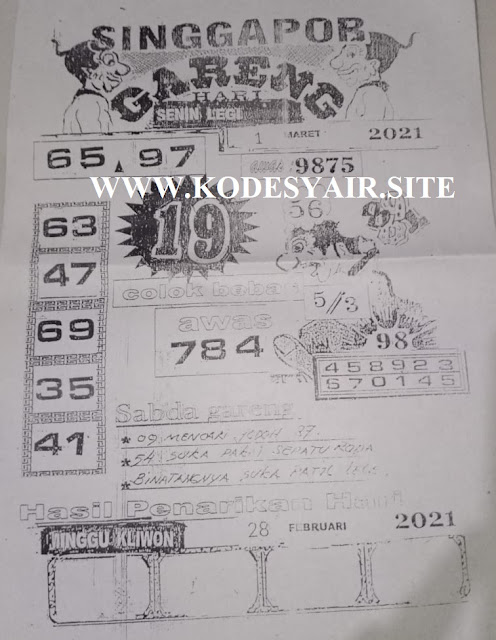 SINGGAPOR
GARENG
HARI
SENIN LEGI
1 MARET 2021
65 97
9875
WWW.KODESYAIR.SITE
63
19
56
47
colok bebas
5//3
69
awas
784
98
458923
570145
35
41
Sabda gareng
* 09 MENCARI JODOH 37.
* 54 SUKA PAKAI SEPATU RODA
* BINATANGNYA SUKA PATIL LELE
Hasil Penarikan Hari
MINGGU KLIWON
28 FEBRUARI 2021